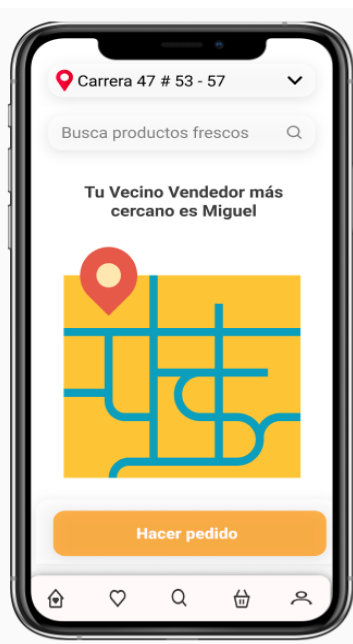 Carrera 47 # 53 - 57
Busca productos frescos
Tu Vecino Vendedor más
cercano es Miguel
Hacer pedido